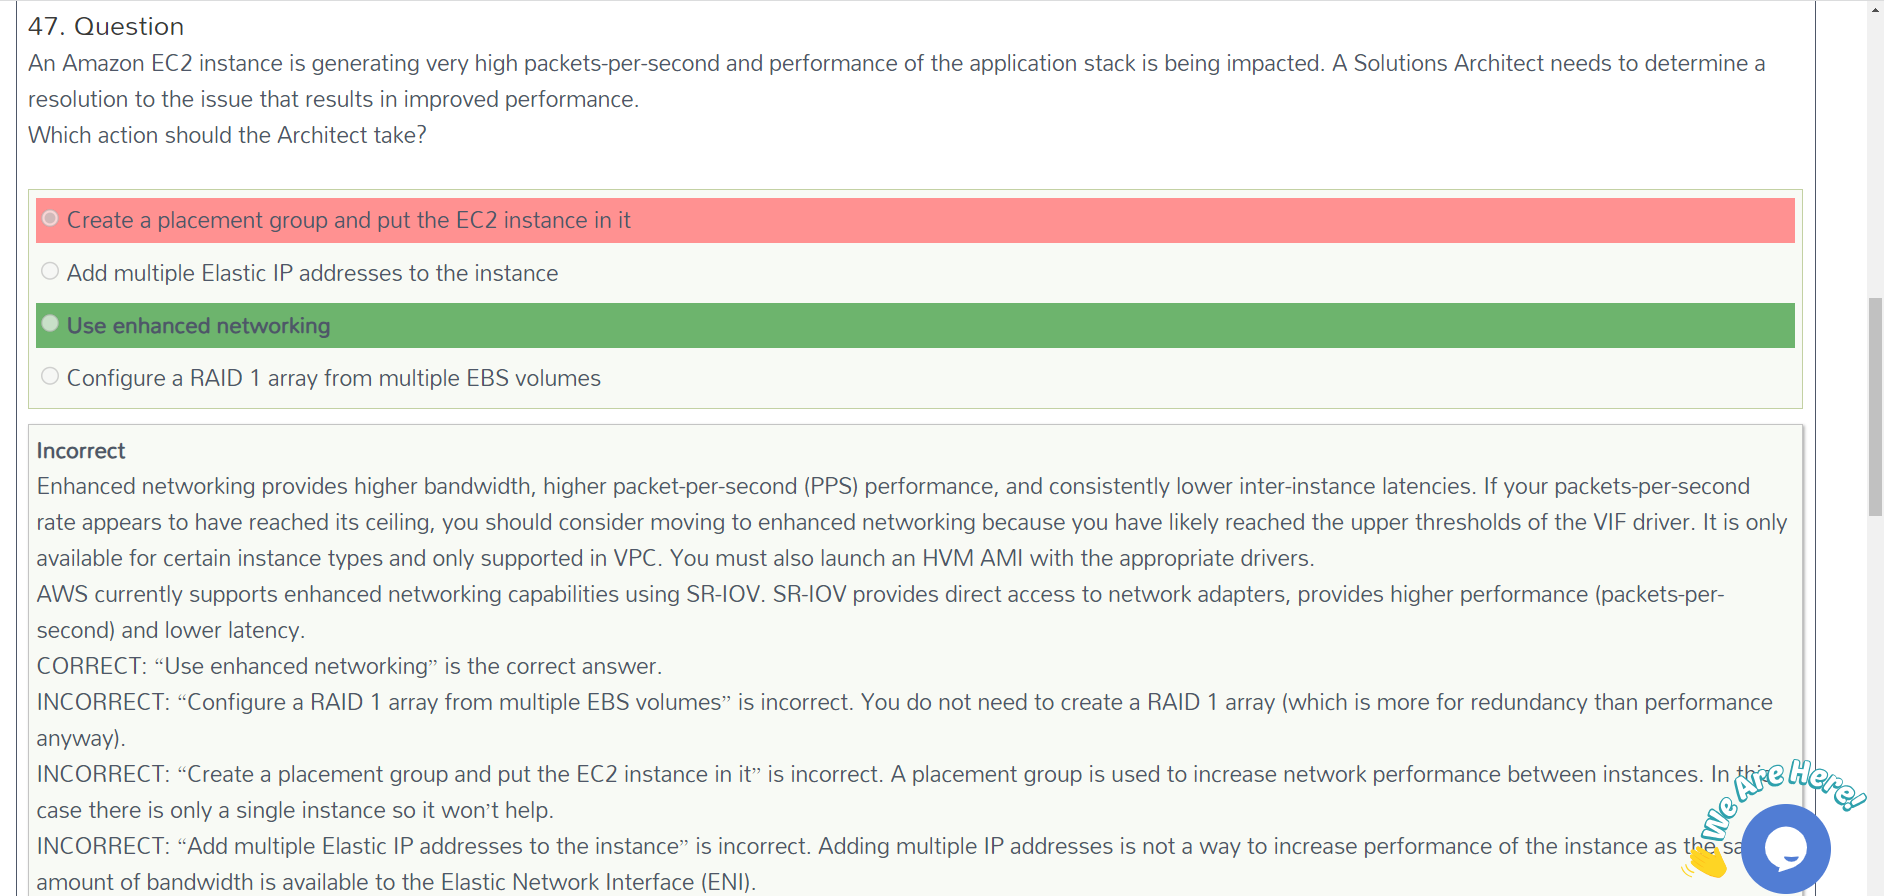 47. Question
An Amazon EC2 instance is generating very high packets-per-second and performance of the application stack is being impacted. A Solutions Architect needs to determine a
resolution to the issue that results in improved performance.
Which action should the Architect take?
Create a placement group and put the EC2 instance in it
Add multiple Elastic IP addresses to the instance
Use enhanced networking
Configure a RAID 1 array from multiple EBS volumes
Incorrect
Enhanced networking provides higher bandwidth, higher packet-per-second (PPS) performance, and consistently lower inter-instance latencies. If your packets-per-second
rate appears to have reached its ceiling, you should consider moving to enhanced networking because you have likely reached the upper thresholds of the VIF driver. It is only
available for certain instance types and only supported in VPC. You must also launch an HVM AMI with the appropriate drivers.
AWS currently supports enhanced networking capabilities using SR-IOV. SR-IOV provides direct access to network adapters, provides higher performance (packets-per-
second) and lower latency.
CORRECT: “Use enhanced networking” is the correct answer.
INCORRECT: “Configure a RAID 1 array from multiple EBS volumes” is incorrect. You do not need to create a RAID 1 array (which is more for redundancy than performance
anyway).
INCORRECT: “Create a placement group and put the EC2 instance in it” is incorrect. A placement group is used to increase network performance between instances. In this
case there is only a single instance so it won’t help.
INCORRECT: “Add multiple Elastic IP addresses to the instance” is incorrect. Adding multiple IP addresses is not a way to increase performance of the instance as the
amount of bandwidth is available to the Elastic Network Interface (ENI).
We Are Here!